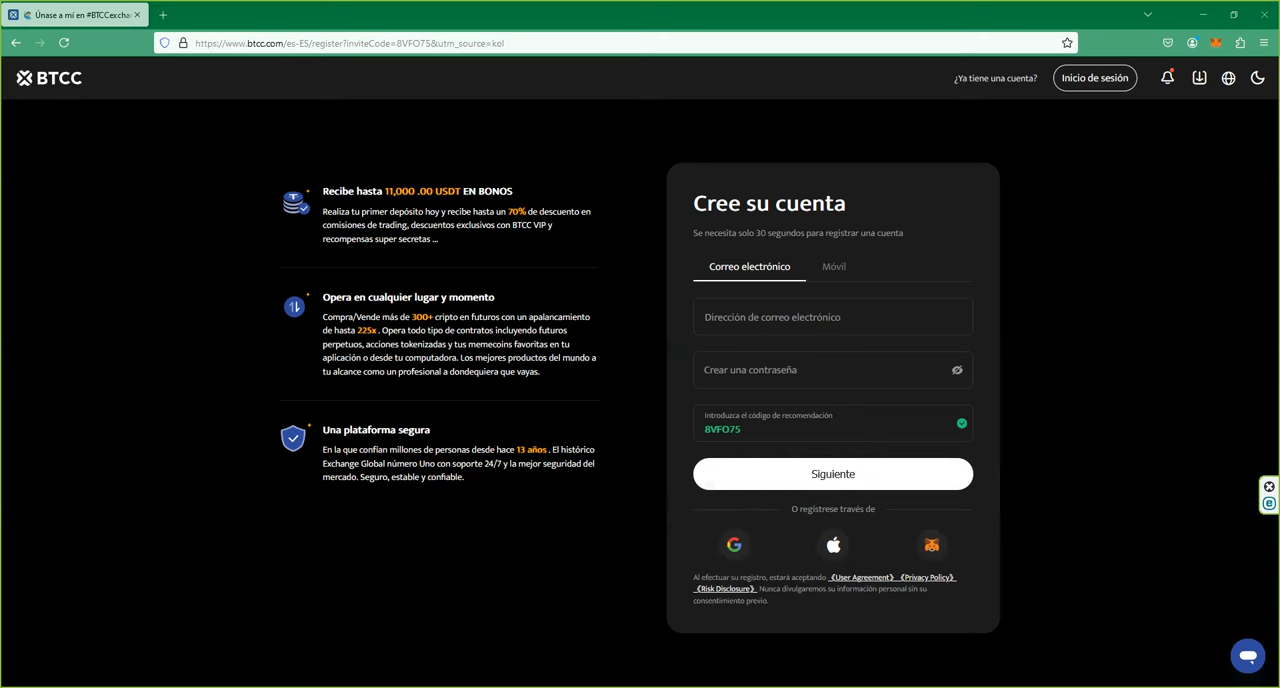 Únase a mí en #BTCCexcha
https://www.btcc.com/es-ES/register?inviteCode=8VFO75&utm_source=kol
BTCC
¿Ya tiene una cuenta?
Inicio de sesión
Recibe hasta 11,000 .00 USDT EN BONOS
Realiza tu primer depósito hoy y recibe hasta un 70% de descuento en
comisiones de trading, descuentos exclusivos con BTCC VIP y
recompensas super secretas ...
Opera en cualquier lugar y momento
Compra/Vende más de 300+ cripto en futuros con un apalancamiento
de hasta 225x . Opera todo tipo de contratos incluyendo futuros
perpetuos, acciones tokenizadas y tus memecoins favoritas en tu
aplicación o desde tu computadora. Los mejores productos del mundo a
tu alcance como un profesional a dondequiera que vayas.
Una plataforma segura
En la que confían millones de personas desde hace 13 años . El histórico
Exchange Global número Uno con soporte 24/7 y la mejor seguridad del
mercado. Seguro, estable y confiable.
Cree su cuenta
Se necesita solo 30 segundos para registrar una cuenta
Correo electrónico
Móvil
Dirección de correo electrónico
Crear una contraseña
Introduzca el código de recomendación
8VFO75
Siguiente
O regístrese través de
Al efectuar su registro, estará aceptando 《User Agreement》 《Privacy Policy》
《Risk Disclosure》 Nunca divulgaremos su información personal sin su
consentimiento previo.